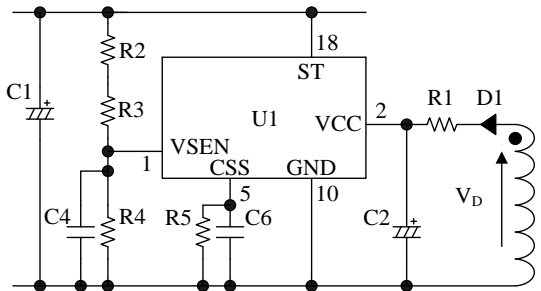 R2
18
ST
C1
+
R3
U1
2
R1
D1
VCC
VSEN
1
CSS
GND
VD
5
10
C4
R4
R5
C6
C2
+